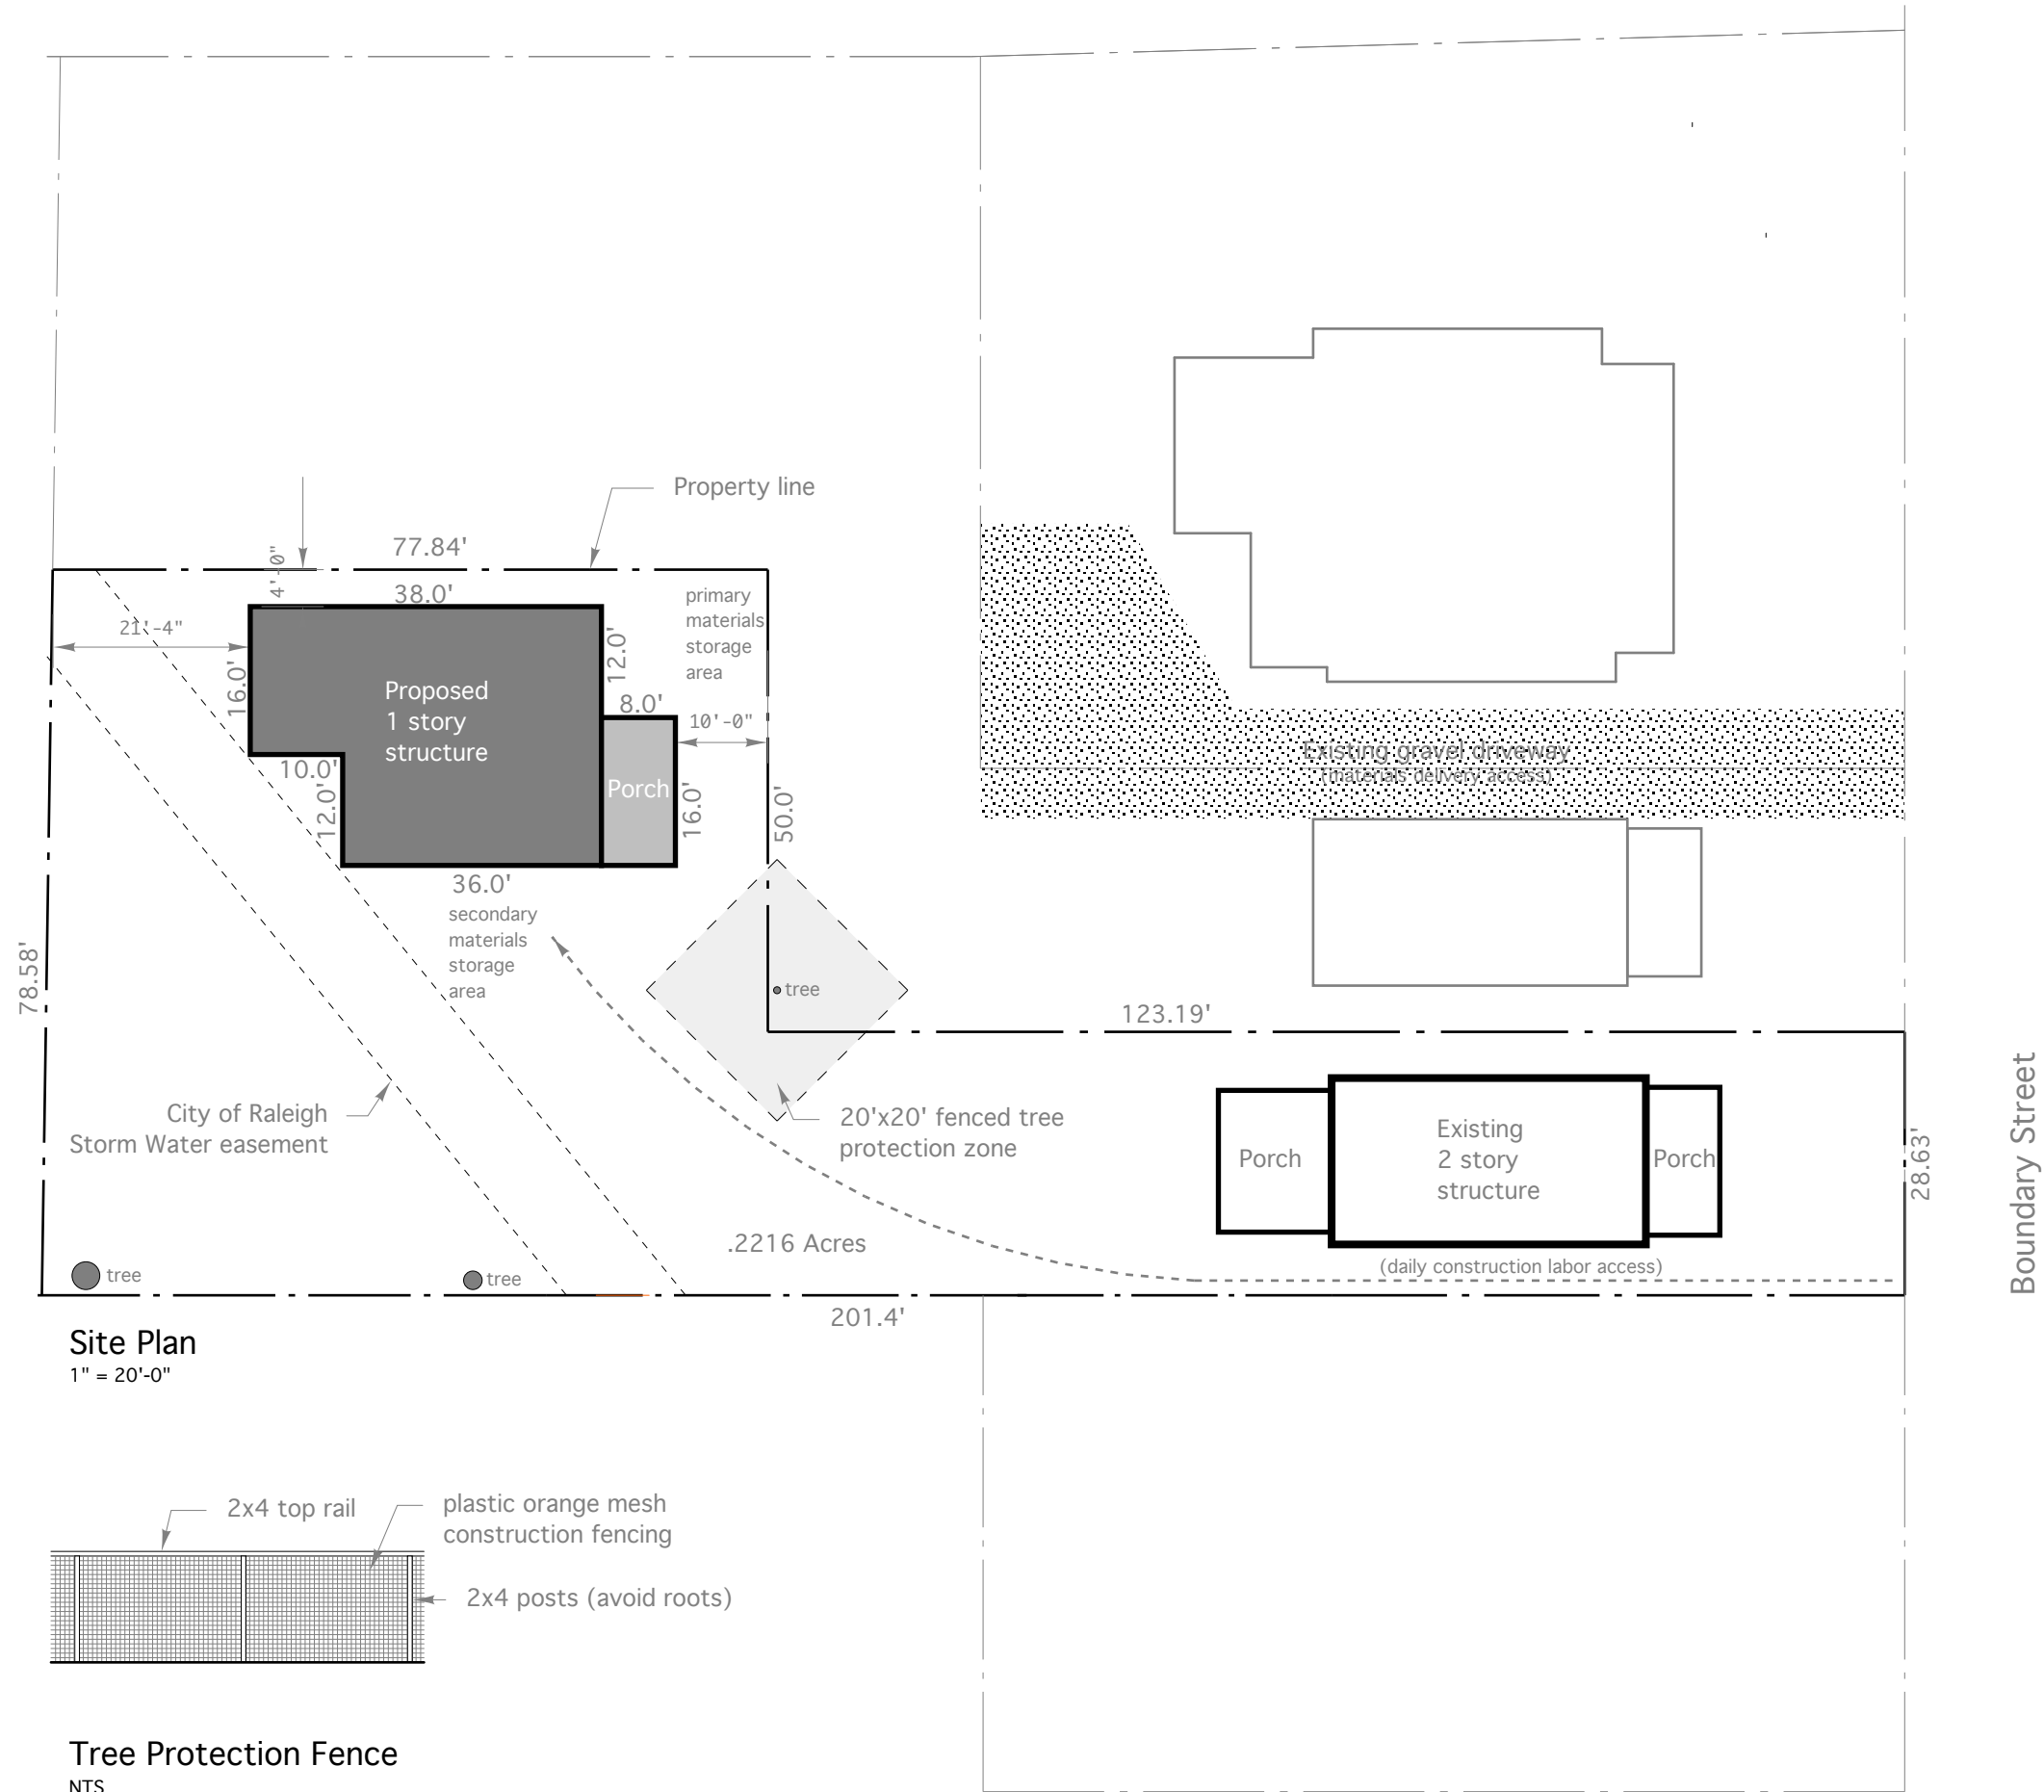 Property line
77.84'
4'-0"
38.0'
21'-4"
16.0'
12.0'
primary
materials
storage
area
Proposed
1 story
structure
8.0'
10'-0"
10.0'
12.0'
Porch
16.0'
50.0'
Existing gravel driveway
(materials delivery access)
36.0'
secondary
materials
storage
area
78.58'
tree
123.19'
City of Raleigh
Storm Water easement
20'x20' fenced tree
protection zone
Porch
Existing
2 story
structure
Porch
28.63'
Boundary Street
.2216 Acres
(daily construction labor access)
tree
tree
201.4'
Site Plan
1" = 20'-0"
2x4 top rail
plastic orange mesh
construction fencing
2x4 posts (avoid roots)
Tree Protection Fence
NTS